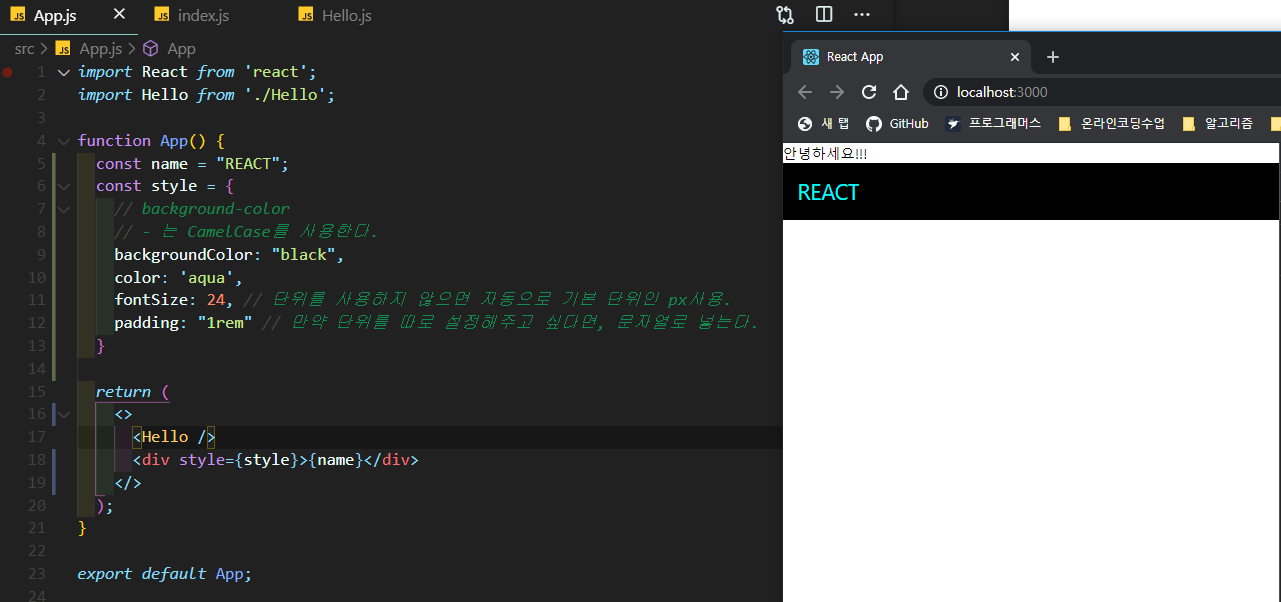 App.js
index.js
Hello.js
src > App.js > App
1 import React from 'react';
2 import Hello from './Hello';
3
4 function App() {
5 const name = "REACT";
6 const style = {
7 // background-color
8 // - 는 CamelCase를 사용한다.
9 backgroundColor: "black",
10 color: 'aqua',
11 fontSize: 24, // 단위를 사용하지 않으면 자동으로 기본 단위인 px사용.
12 padding: "1rem" // 만약 단위를 따로 설정해주고 싶다면, 문자열로 넣는다.
13 }
14
15 return (
16 <>
17 <Hello />
18 <div style={style}>{name}</div>
19 </>
20 );
21 }
22
23 export default App;
24
React App
localhost:3000
새 탭 GitHub 프로그래머스 온라인코딩수업 알고리즘
안녕하세요!!!
REACT